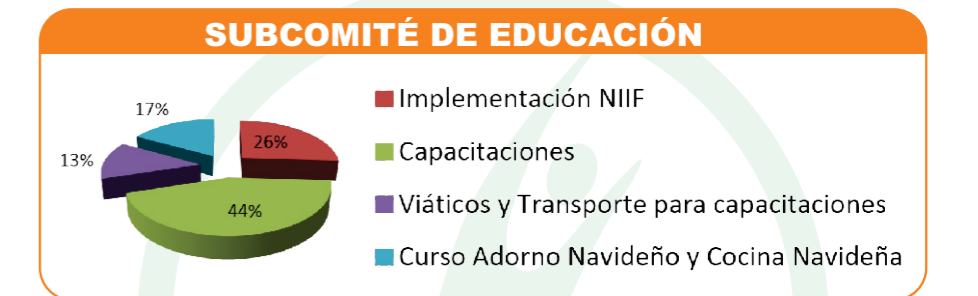 SUBCOMITÉ DE EDUCACIÓN
17%
26%
13%
44%
Implementación NIIF
Capacitaciones
Viáticos y Transporte para capacitaciones
Curso Adorno Navideño y Cocina Navideña